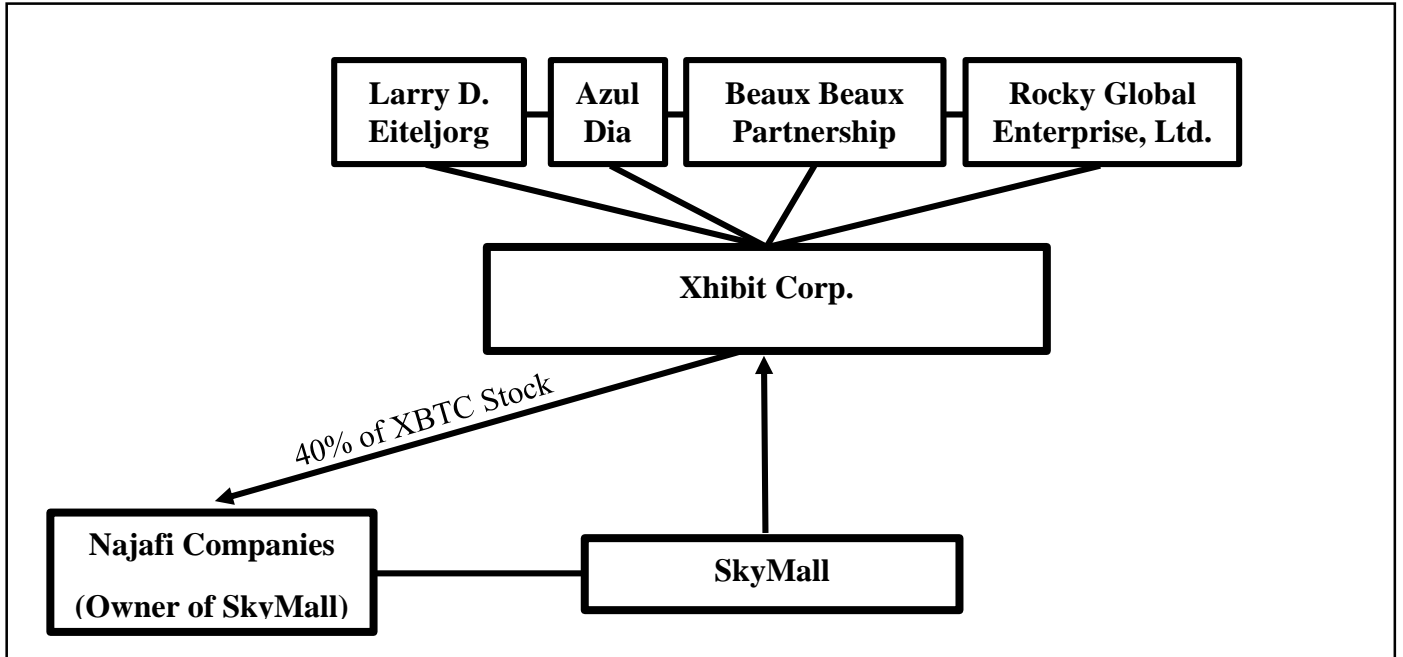 Larry D.
Eiteljorg
Azul
Dia
Beaux Beaux
Partnership
Rocky Global
Enterprise, Ltd.
Xhibit Corp.
40% of XBTC Stock
Najafi Companies
(Owner of SkyMall)
SkyMall